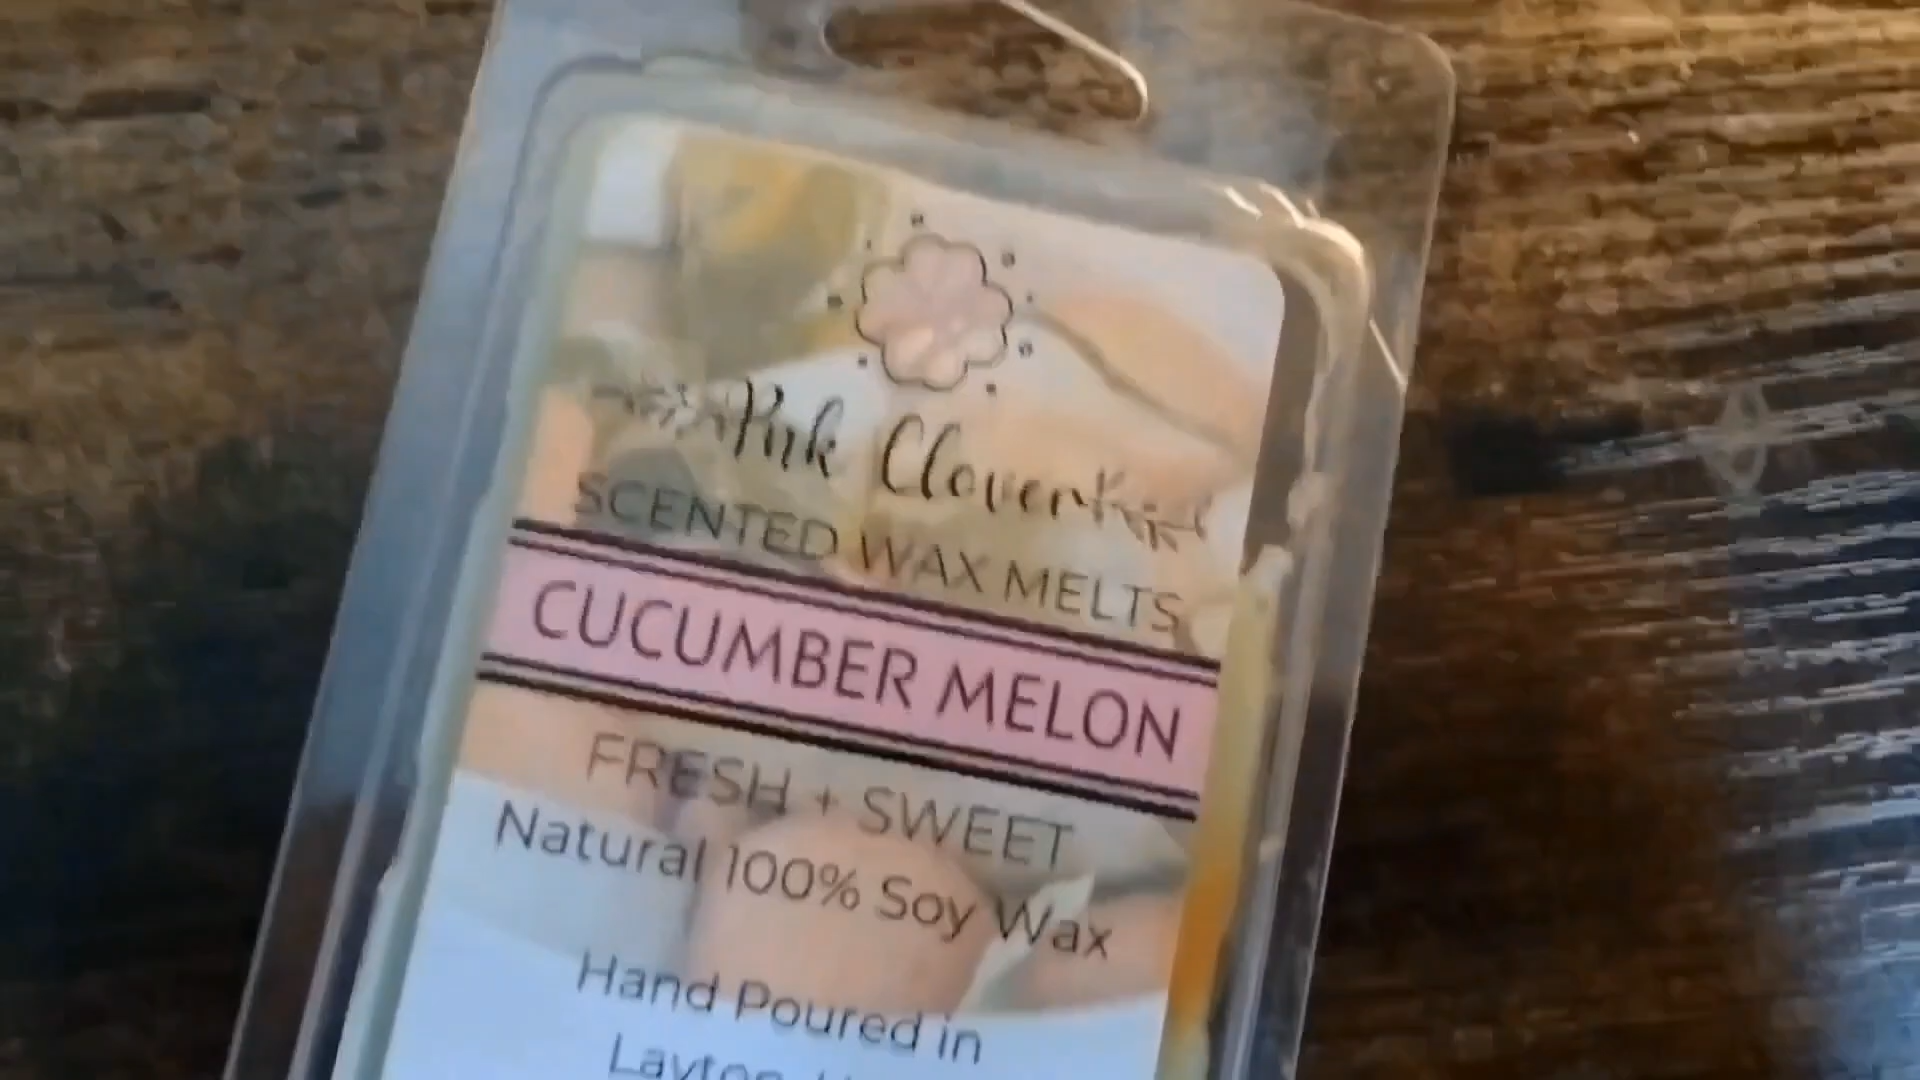 Pink Clover
SCENTED WAX MELTS
CUCUMBER MELON
FRESH + SWEET
Natural 100% Soy Wax
Hand Poured in
Layton,